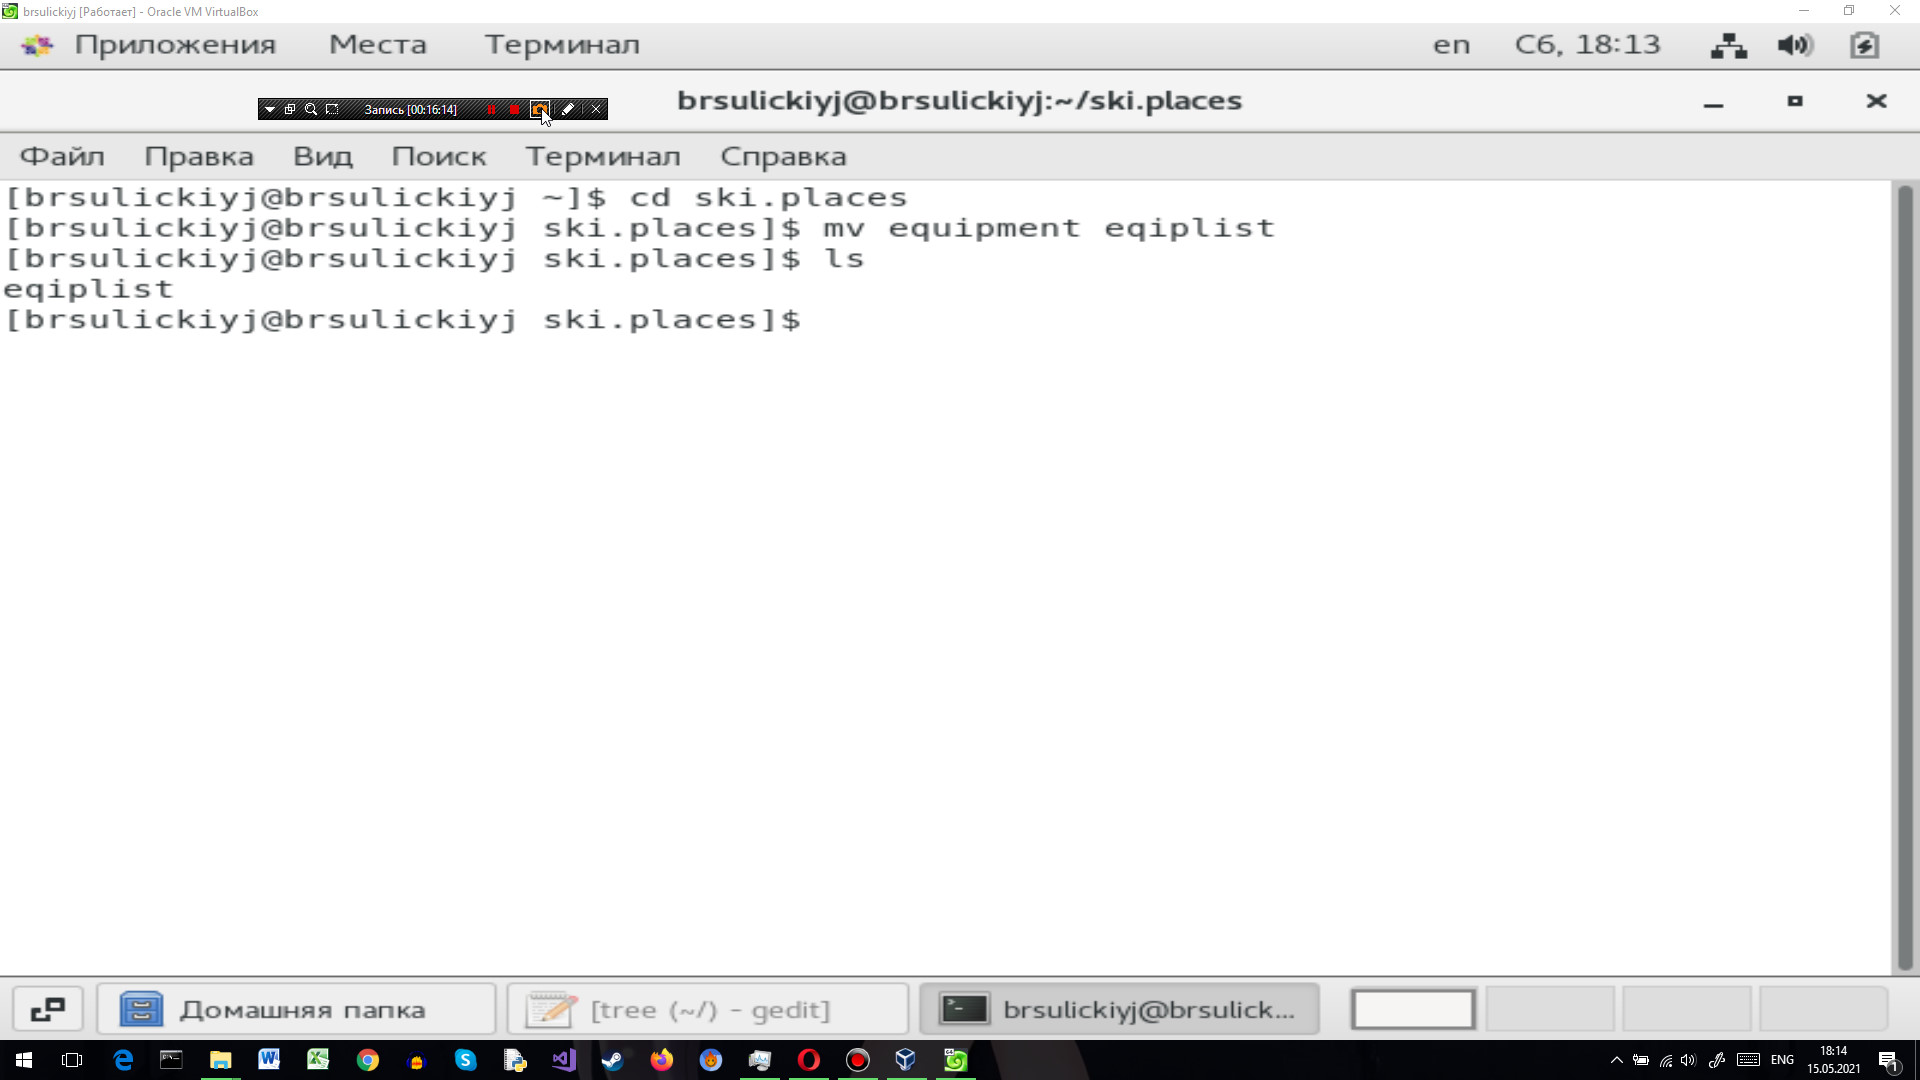 brsulickiyj [Работает] - Oracle VM VirtualBox
Приложения Места Терминал en Сб, 18:13
Запись [00:16:14]
brsulickiyj@brsulickiyj:~/ski.places
Файл Правка Вид Поиск Терминал Справка
[brsulickiyj@brsulickiyj ~]$ cd ski.places
[brsulickiyj@brsulickiyj ski.places]$ mv equipment eqiplist
[brsulickiyj@brsulickiyj ski.places]$ ls
eqiplist
[brsulickiyj@brsulickiyj ski.places]$
Домашняя папка [tree (~/) - gedit] brsulickiyj@brsulick...
ENG 18:14
15.05.2021 1